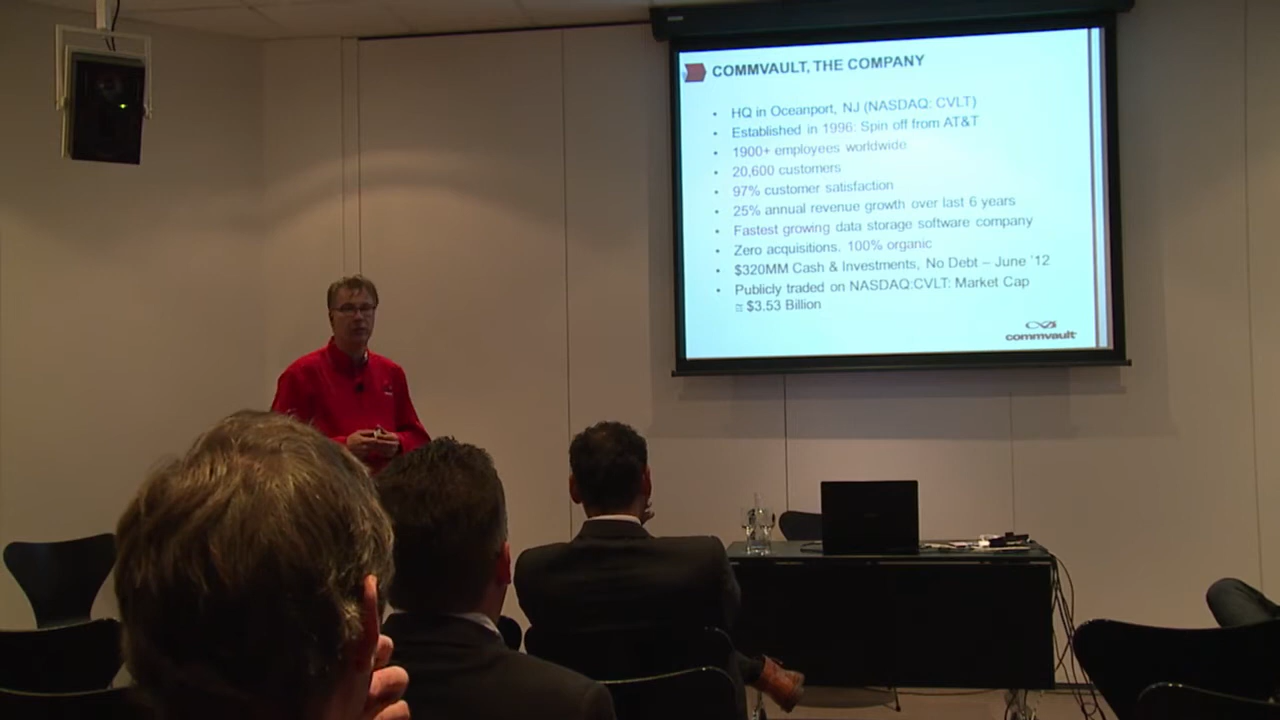 COMMVAULT, THE COMPANY
• HQ in Oceanport, NJ (NASDAQ: CVLT)
• Established in 1996: Spin off from AT&T
• 1900+ employees worldwide
• 20,600 customers
• 97% customer satisfaction
• 25% annual revenue growth over last 6 years
• Fastest growing data storage software company
• Zero acquisitions. 100% organic
• $320MM Cash & Investments, No Debt – June '12
• Publicly traded on NASDAQ:CVLT: Market Cap
$3.53 Billion
commvault